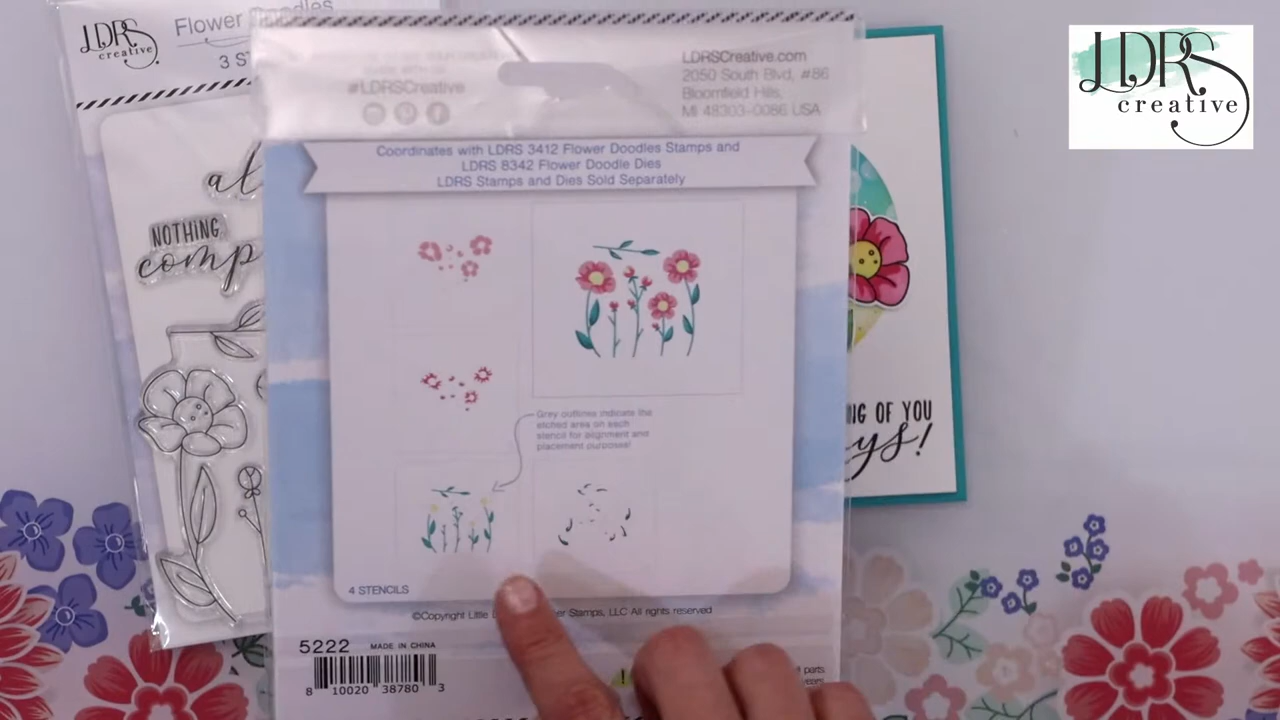 LDRS
creative
Flower Doodles
3 ST
NOTHING
comp
#LDRSCreative
LDRSCreative.com
2050 South Blvd, #86
Bloomfield Hills,
MI 48303-0086 USA
Coordinates with LDRS 3412 Flower Doodles Stamps and
LDRS 8342 Flower Doodle Dies
LDRS Stamps and Dies Sold Separately
Grey outlines indicate the
etched area on each
stencil for alignment and
placement purposes!
4 STENCILS
©Copyright Little Stamps, LLC All rights reserved
5222 MADE IN CHINA
8 10020 38780 3
parts
OF YOU
LDRS
creative